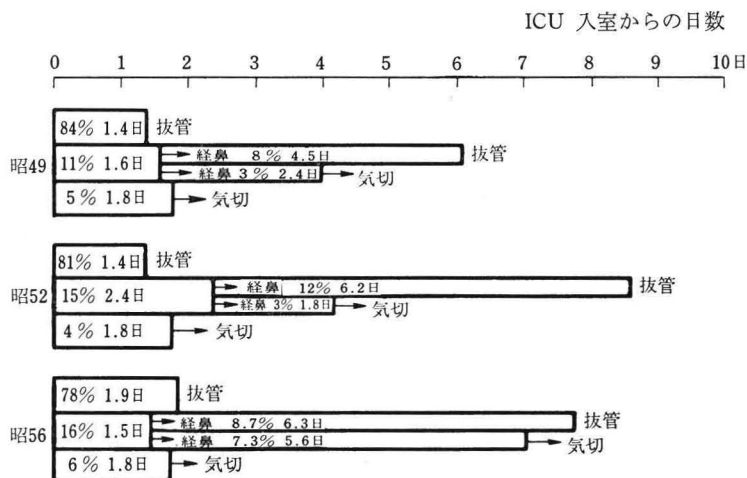 ICU 入室からの日数
0 1 2 3 4 5 6 7 8 9 10日
84% 1.4日 抜管
経鼻 8% 4.5日 抜管
昭49 11% 1.6日
経鼻 3% 2.4日 気切
5% 1.8日 気切
81% 1.4日 抜管
経鼻 12% 6.2日 抜管
昭52 15% 2.4日
経鼻 3% 1.8日 気切
4% 1.8日 気切
78% 1.9日 抜管
経鼻 8.7% 6.3日 抜管
昭56 16% 1.5日
経鼻 7.3% 5.6日 気切
6% 1.8日 気切